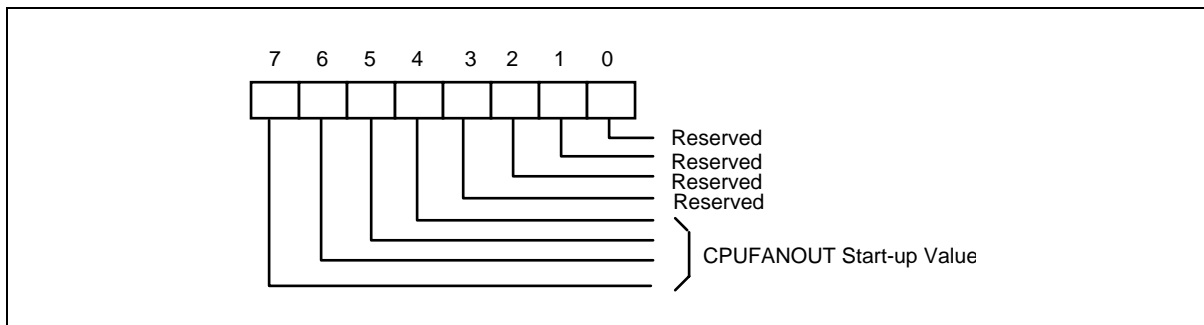 7 6 5 4 3 2 1 0
Reserved
Reserved
Reserved
Reserved
CPUFANOUT Start-up Value